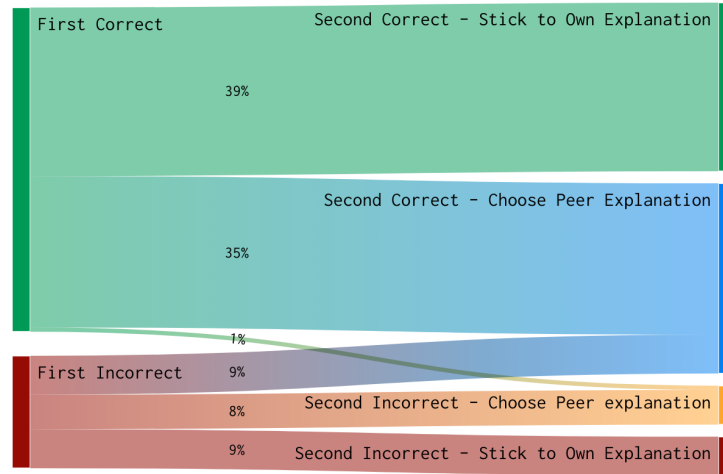 First Correct
Second Correct – Stick to Own Explanation
39%
Second Correct – Choose Peer Explanation
35%
1%
First Incorrect
9%
Second Incorrect – Choose Peer explanation
8%
9%
Second Incorrect – Stick to Own Explanation